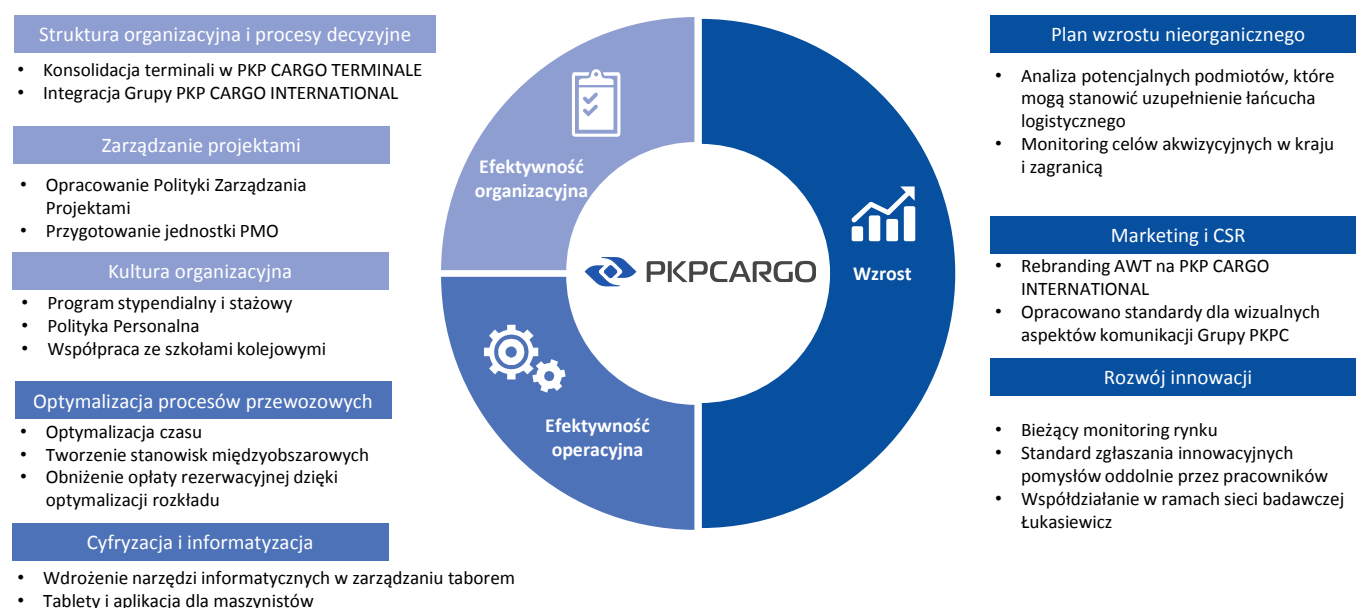 Struktura organizacyjna i procesy decyzyjne
• Konsolidacja terminali w PKP CARGO TERMINALE
• Integracja Grupy PKP CARGO INTERNATIONAL
Zarządzanie projektami
• Opracowanie Polityki Zarządzania
Projektami
• Przygotowanie jednostki PMO
Kultura organizacyjna
• Program stypendialny i stażowy
• Polityka Personalna
• Współpraca ze szkołami kolejowymi
Optymalizacja procesów przewozowych
• Optymalizacja czasu
• Tworzenie stanowisk międzyobszarowych
• Obniżenie opłaty rezerwacyjnej dzięki
optymalizacji rozkładu
Cyfryzacja i informatyzacja
• Wdrożenie narzędzi informatycznych w zarządzaniu taborem
• Tablety i aplikacja dla maszynistów
Efektywność
organizacyjna
PKPCARGO
Wzrost
Efektywność
operacyjna
Plan wzrostu nieorganicznego
• Analiza potencjalnych podmiotów, które
mogą stanowić uzupełnienie łańcucha
logistycznego
• Monitoring celów akwizycyjnych w kraju
i zagranicą
Marketing i CSR
• Rebranding AWT na PKP CARGO
INTERNATIONAL
• Opracowano standardy dla wizualnych
aspektów komunikacji Grupy PKPC
Rozwój innowacji
• Bieżący monitoring rynku
• Standard zgłaszania innowacyjnych
pomysłów oddolnie przez pracowników
• Współdziałanie w ramach sieci badawczej
Łukasiewicz